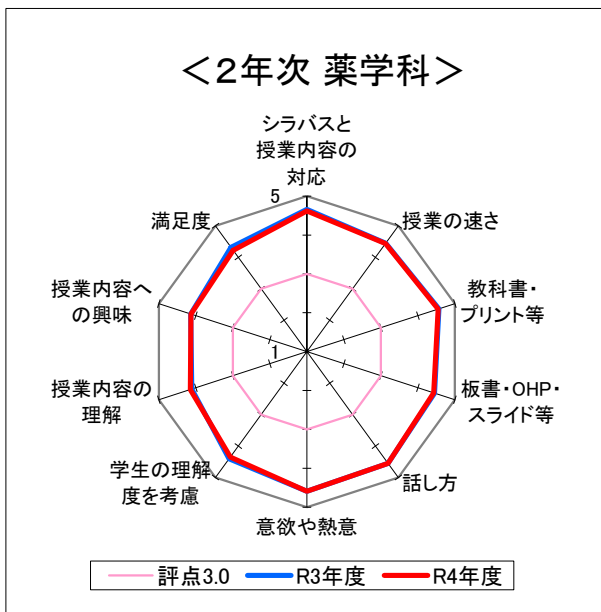 ＜2年次 薬学科＞
シラバスと
授業内容の
対応
5
満足度
授業の速さ
授業内容へ
の興味
教科書・
プリント等
1
授業内容の
理解
板書・OHP・
スライド等
学生の理解
度を考慮
話し方
意欲や熱意
評点3.0 R3年度 R4年度